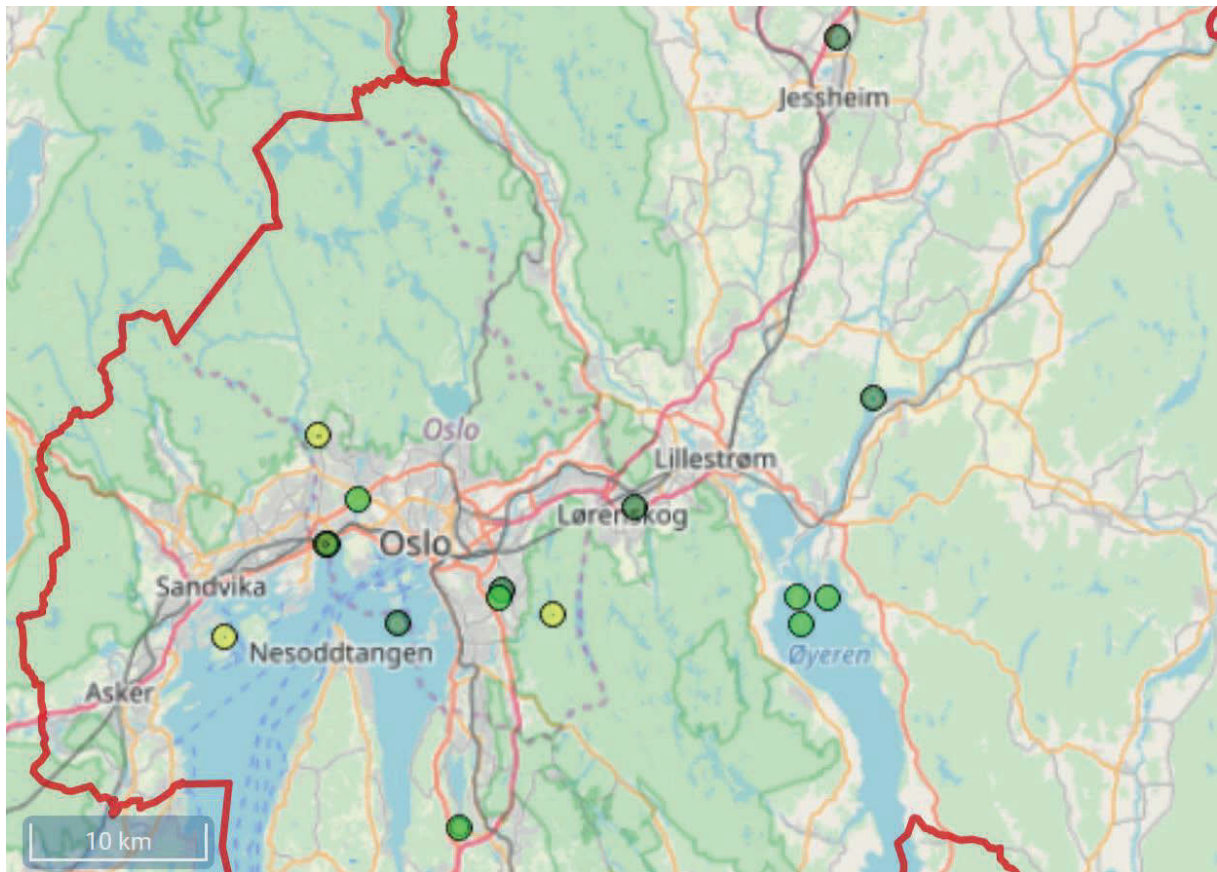 Jessheim
Oslo
Lillestrøm
Lørenskog
Oslo
Sandvika
Nesoddtangen
Øyeren
Asker
10 km